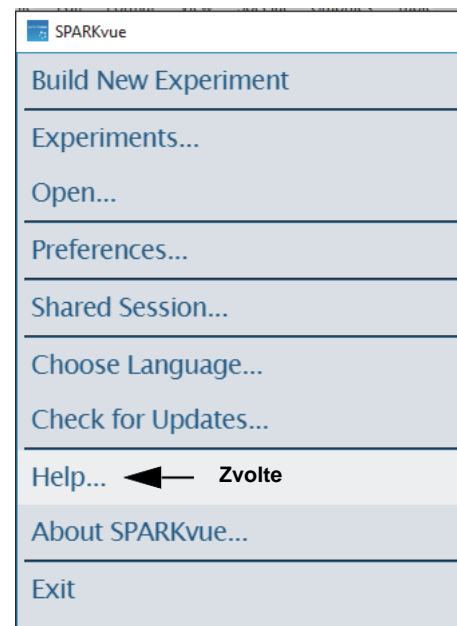 SPARKvue
Build New Experiment
Experiments...
Open...
Preferences...
Shared Session...
Choose Language...
Check for Updates...
Help... Zvolte
About SPARKvue...
Exit